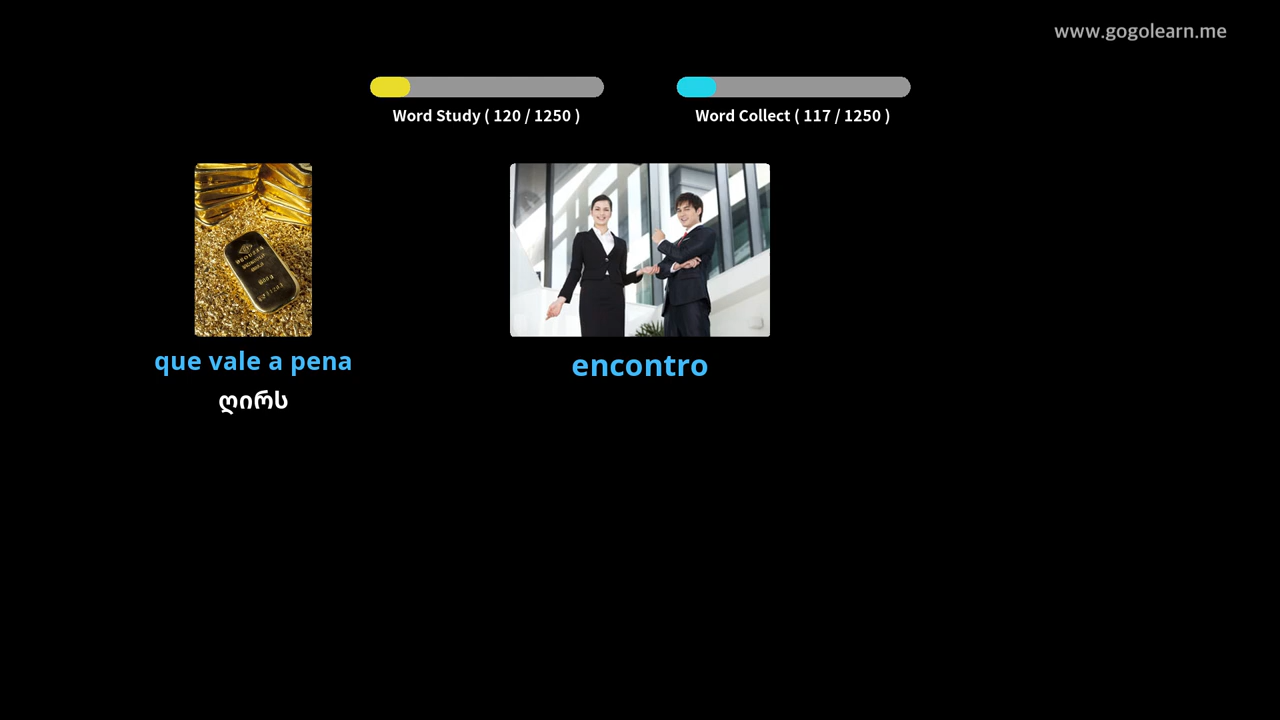 www.gogolearn.me
Word Study ( 120 / 1250 )
Word Collect ( 117 / 1250 )
que vale a pena
ღირს
encontro